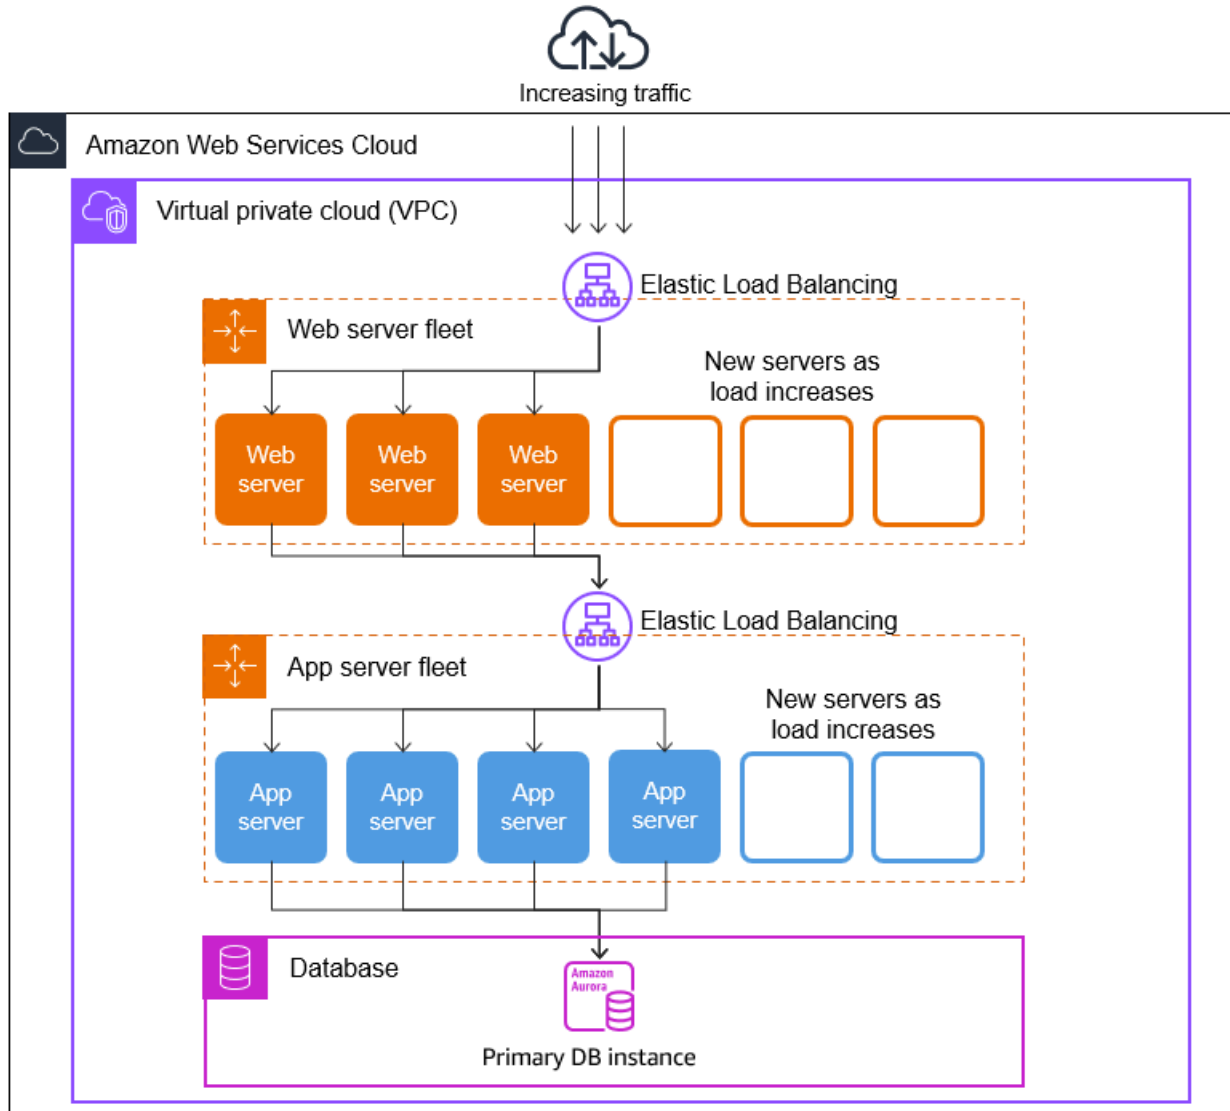 Increasing traffic
Amazon Web Services Cloud
Virtual private cloud (VPC)
Elastic Load Balancing
Web server fleet
New servers as
load increases
Web
server
Web
server
Web
server
Elastic Load Balancing
App server fleet
New servers as
load increases
App
server
App
server
App
server
App
server
Database
Amazon
Aurora
Primary DB instance